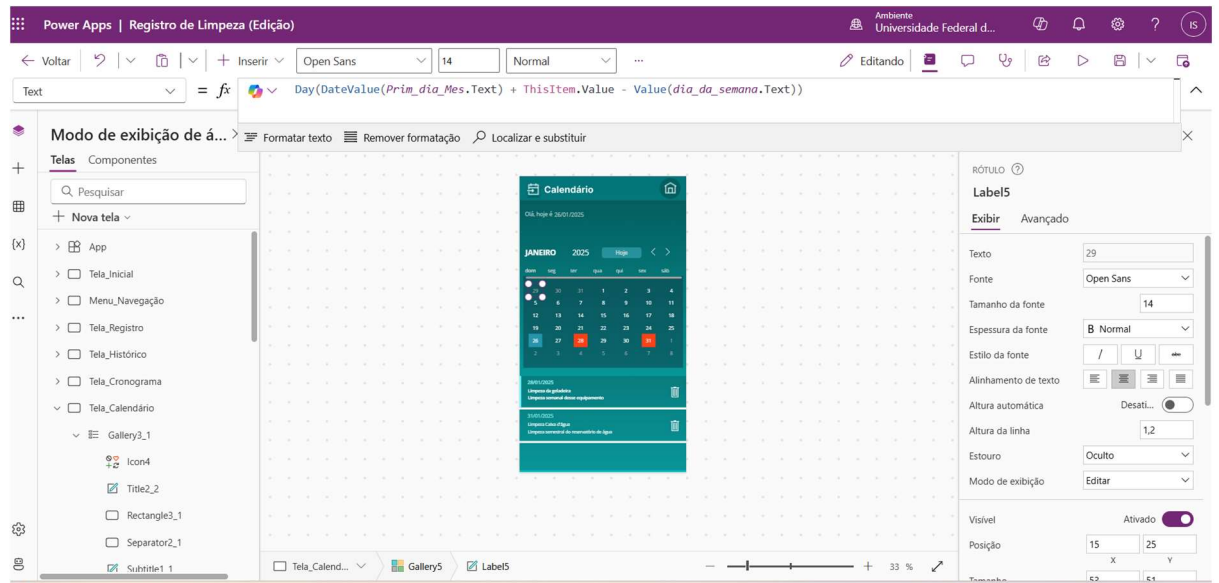 Power Apps | Registro de Limpeza (Edição)
Ambiente
Universidade Federal d...
IS
Voltar
Inserir
Open Sans
14
Normal
...
Editando
Text
= fx
Day(DateValue(Prim_dia_Mes.Text) + ThisItem.Value - Value(dia_da_semana.Text))
Formatar texto
Remover formatação
Localizar e substituir
Modo de exibição de á...
Telas Componentes
Pesquisar
Nova tela
App
Tela_Inicial
Menu_Navegação
Tela_Registro
Tela_Histórico
Tela_Cronograma
Tela_Calendário
Gallery3_1
Icon4
Title2_2
Rectangle3_1
Separator2_1
Subtitle1_1
Calendário
Olá, hoje é 26/01/2025
JANEIRO 2025 Hoje < >
dom seg ter qua qui sex sáb
29 30 31 1 2 3 4
5 6 7 8 9 10 11
12 13 14 15 16 17 18
19 20 21 22 23 24 25
26 27 28 29 30 31 1
2 3 4 5 6 7 8
28/01/2025
Limpeza da geladeira
Limpeza semanal desse equipamento
31/01/2025
Limpeza Caixa d'água
Limpeza semestral do reservatório de água
Tela_Calend...
Gallery5
Label5
33 %
RÓTULO
Label5
Exibir Avançado
Texto 29
Fonte Open Sans
Tamanho da fonte 14
Espessura da fonte B Normal
Estilo da fonte / U abc
Alinhamento de texto
Altura automática Desati...
Altura da linha 1,2
Estouro Oculto
Modo de exibição Editar
Visível Ativado
Posição 15 25
X Y
Tamanho 52 51